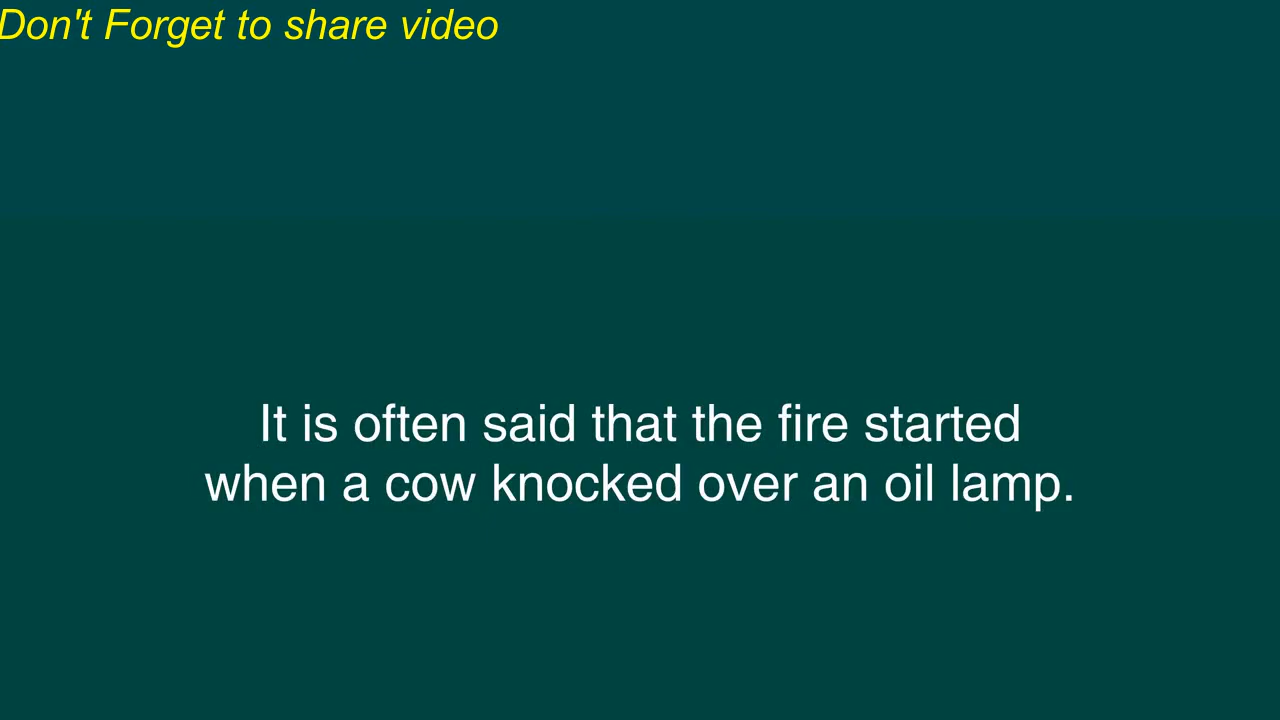 Don't Forget to share video
It is often said that the fire started
when a cow knocked over an oil lamp.